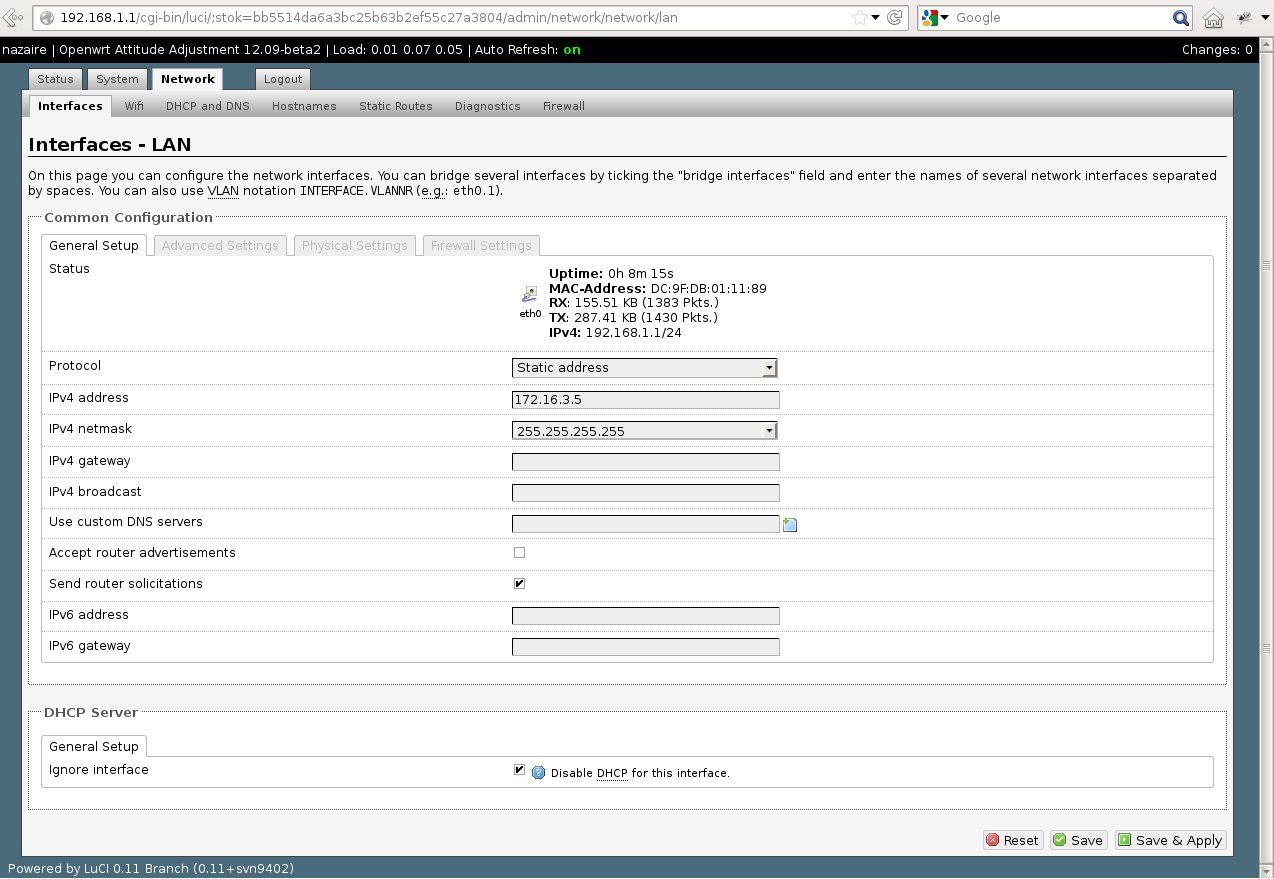 192.168.1.1/cgi-bin/luci/;stok=bb5514da6a3bc25b63b2ef55c27a3804/admin/network/network/lan
Google
nazaire | Openwrt Attitude Adjustment 12.09-beta2 | Load: 0.01 0.07 0.05 | Auto Refresh: on
Changes: 0
Status System Network Logout
Interfaces Wifi DHCP and DNS Hostnames Static Routes Diagnostics Firewall
Interfaces - LAN
On this page you can configure the network interfaces. You can bridge several interfaces by ticking the "bridge interfaces" field and enter the names of several network interfaces separated
by spaces. You can also use VLAN notation INTERFACE.VLANNR (e.g.: eth0.1).
Common Configuration
General Setup Advanced Settings Physical Settings Firewall Settings
Status
eth0
Uptime: 0h 8m 15s
MAC-Address: DC:9F:DB:01:11:89
RX: 155.51 KB (1383 Pkts.)
TX: 287.41 KB (1430 Pkts.)
IPv4: 192.168.1.1/24
Protocol Static address
IPv4 address 172.16.3.5
IPv4 netmask 255.255.255.255
IPv4 gateway
IPv4 broadcast
Use custom DNS servers
Accept router advertisements
Send router solicitations
IPv6 address
IPv6 gateway
DHCP Server
General Setup
Ignore interface Disable DHCP for this interface.
Reset Save Save & Apply
Powered by LuCI 0.11 Branch (0.11+svn9402)